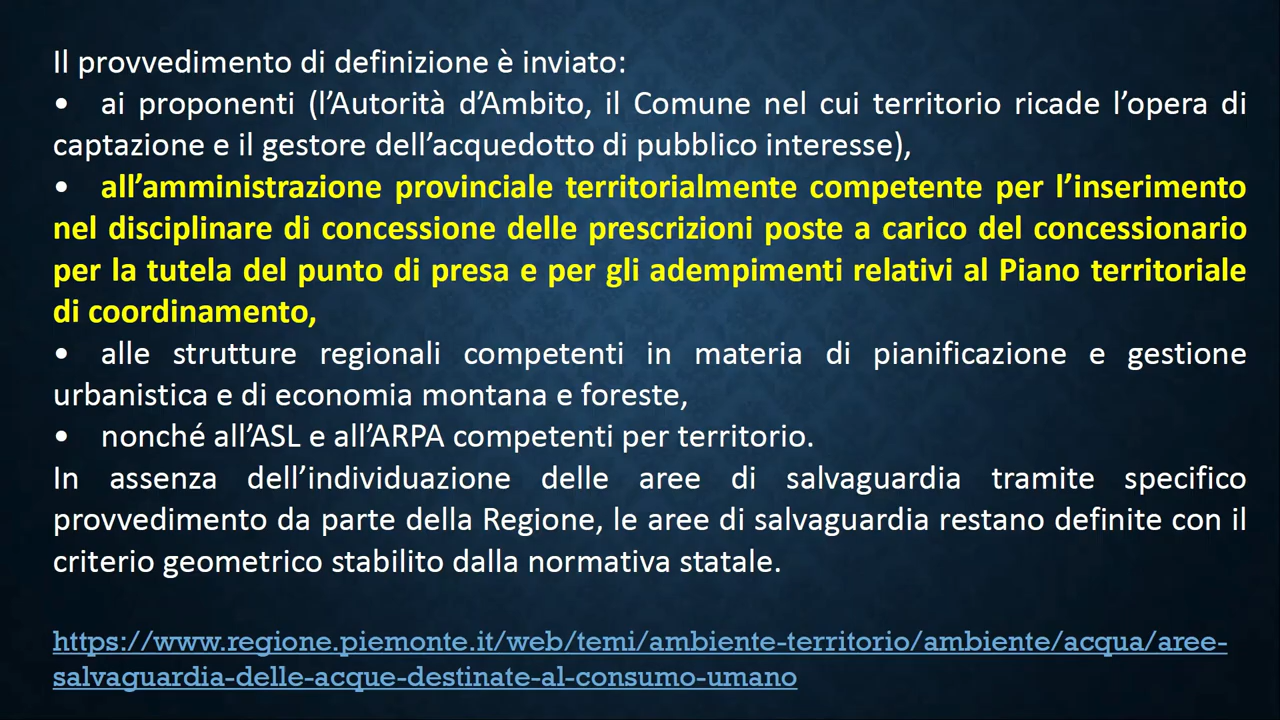 Il provvedimento di definizione è inviato:
• ai proponenti (l’Autorità d’Ambito, il Comune nel cui territorio ricade l’opera di
captazione e il gestore dell’acquedotto di pubblico interesse),
• all’amministrazione provinciale territorialmente competente per l’inserimento
nel disciplinare di concessione delle prescrizioni poste a carico del concessionario
per la tutela del punto di presa e per gli adempimenti relativi al Piano territoriale
di coordinamento,
• alle strutture regionali competenti in materia di pianificazione e gestione
urbanistica e di economia montana e foreste,
• nonché all’ASL e all’ARPA competenti per territorio.
In assenza dell’individuazione delle aree di salvaguardia tramite specifico
provvedimento da parte della Regione, le aree di salvaguardia restano definite con il
criterio geometrico stabilito dalla normativa statale.
https://www.regione.piemonte.it/web/temi/ambiente-territorio/ambiente/acqua/aree-
salvaguardia-delle-acque-destinate-al-consumo-umano